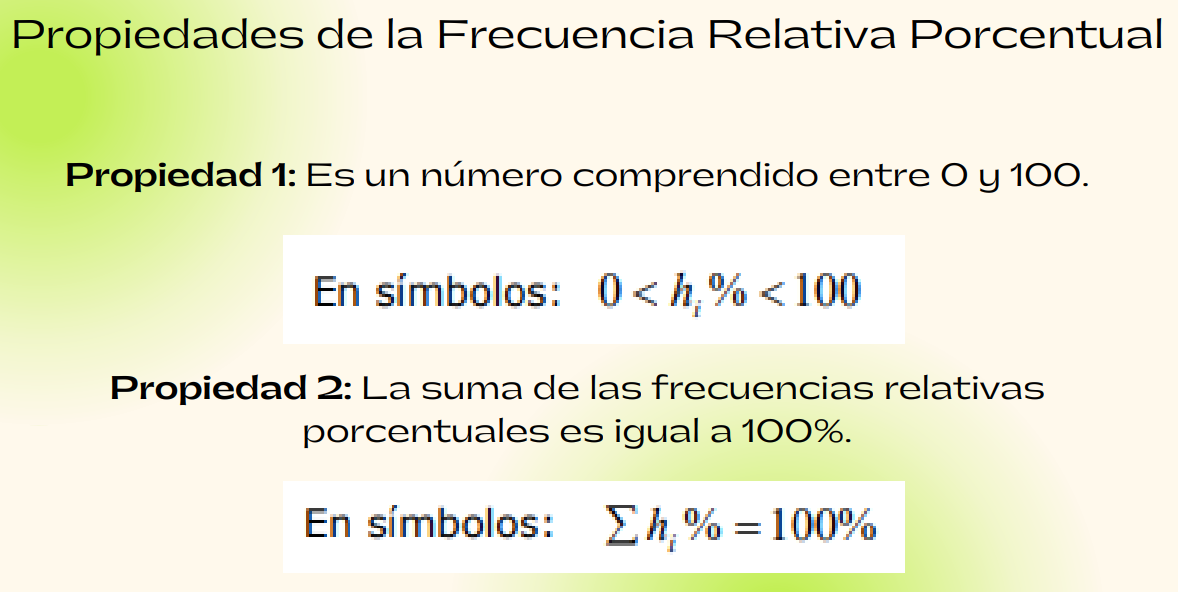 Propiedades de la Frecuencia Relativa Porcentual
Propiedad 1: Es un número comprendido entre 0 y 100.
En símbolos: 0 < hᵢ% < 100
Propiedad 2: La suma de las frecuencias relativas
porcentuales es igual a 100%.
En símbolos: ∑ hᵢ% = 100%